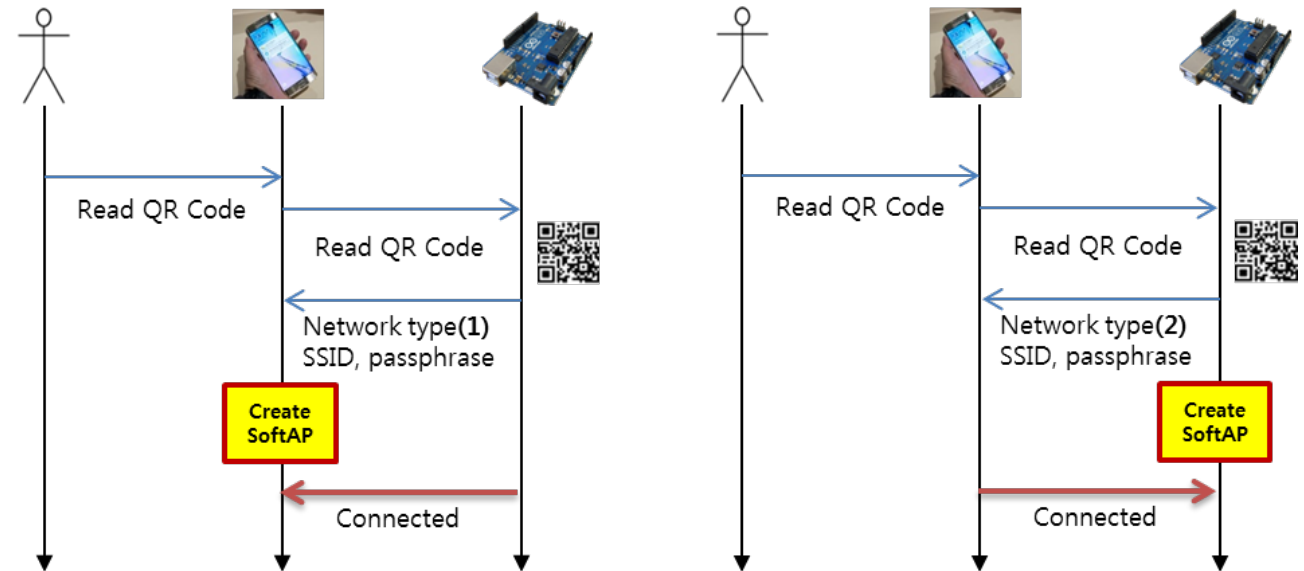 Read QR Code
Read QR Code
Network type(1)
SSID, passphrase
Create
SoftAP
Connected
Read QR Code
Read QR Code
Network type(2)
SSID, passphrase
Create
SoftAP
Connected